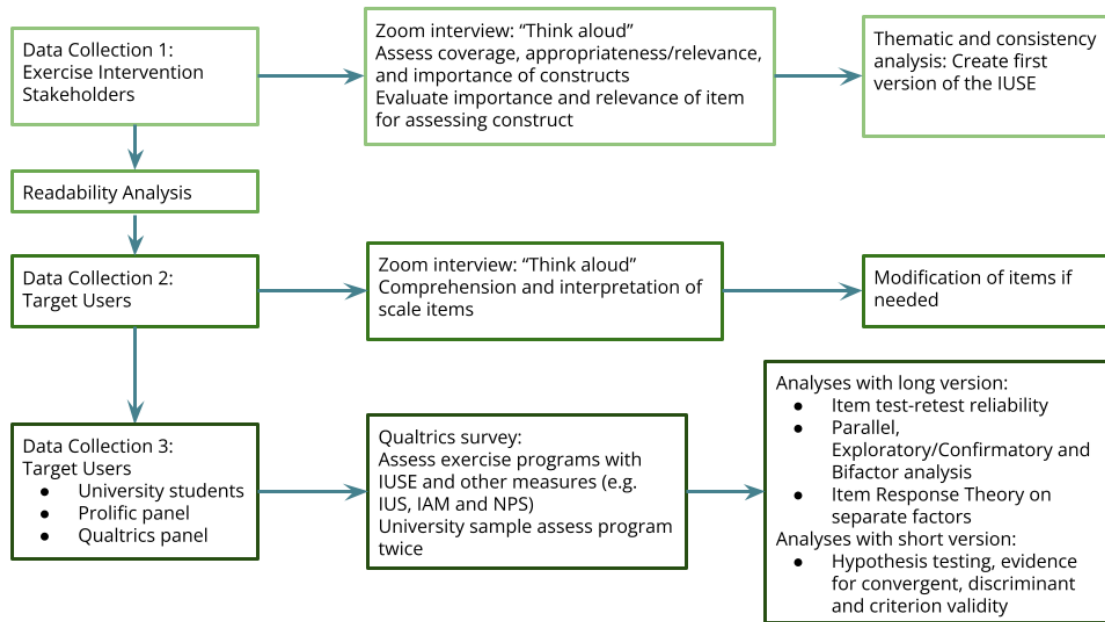 Data Collection 1:
Exercise Intervention
Stakeholders
Zoom interview: “Think aloud”
Assess coverage, appropriateness/relevance,
and importance of constructs
Evaluate importance and relevance of item
for assessing construct
Thematic and consistency
analysis: Create first
version of the IUSE
Readability Analysis
Data Collection 2:
Target Users
Zoom interview: “Think aloud”
Comprehension and interpretation of
scale items
Modification of items if
needed
Data Collection 3:
Target Users
● University students
● Prolific panel
● Qualtrics panel
Qualtrics survey:
Assess exercise programs with
IUSE and other measures (e.g.
IUS, IAM and NPS)
University sample assess program
twice
Analyses with long version:
● Item test-retest reliability
● Parallel,
Exploratory/Confirmatory and
Bifactor analysis
● Item Response Theory on
separate factors
Analyses with short version:
● Hypothesis testing, evidence
for convergent, discriminant
and criterion validity